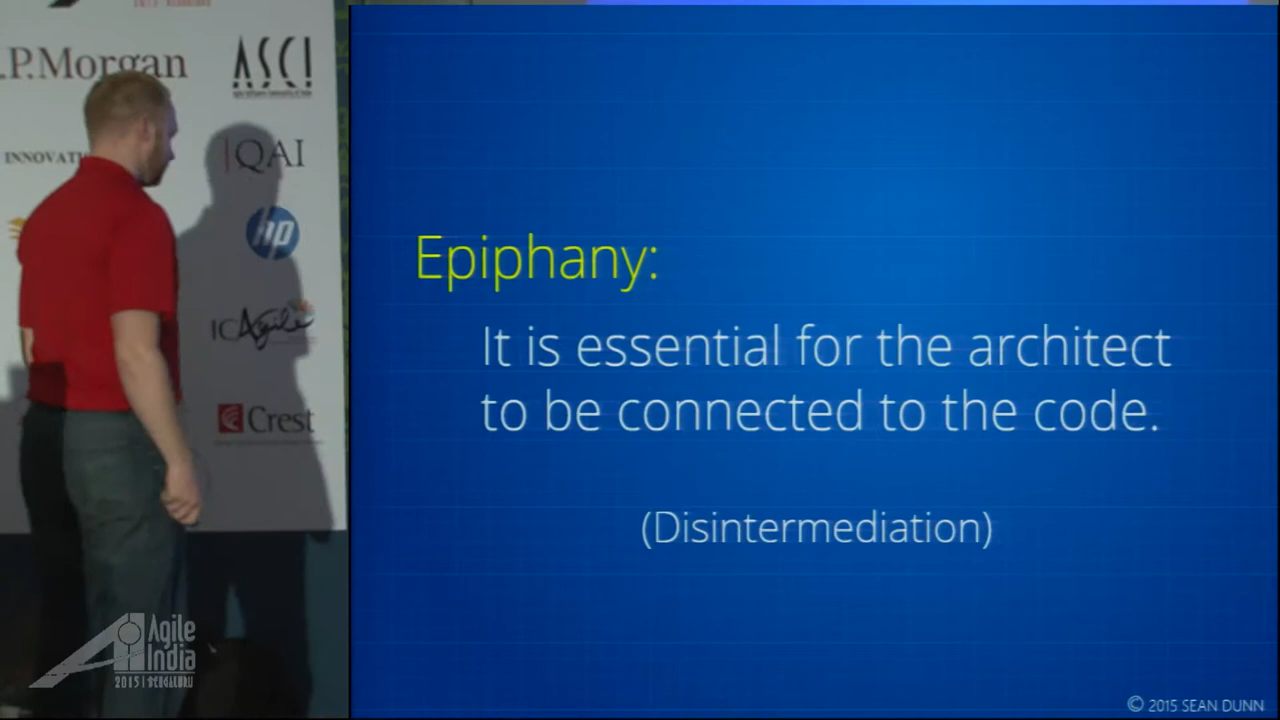 .P.Morgan
ASCI
INNOVATI
QAI
hp
ICAgile
Crest
Epiphany:
It is essential for the architect
to be connected to the code.
(Disintermediation)
Agile
India
2015 | BENGALURU
© 2015 SEAN DUNN